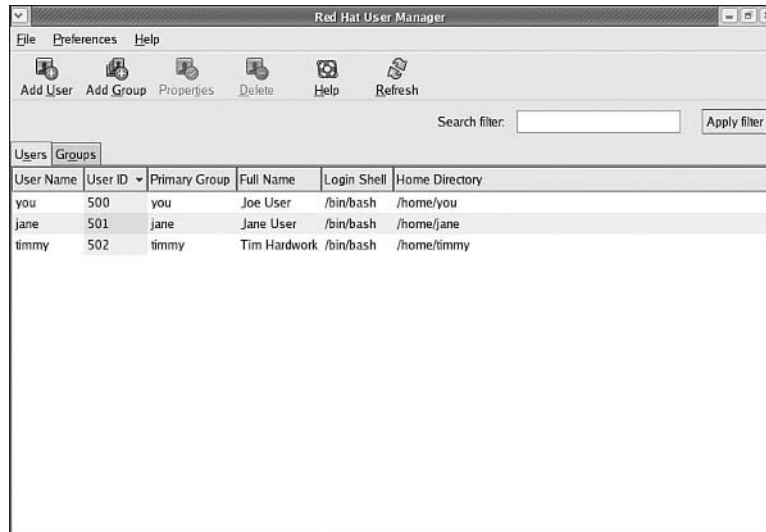 Red Hat User Manager
File Preferences Help
Add User Add Group Properties Delete Help Refresh
Search filter: Apply filter
Users Groups
User Name User ID Primary Group Full Name Login Shell Home Directory
you 500 you Joe User /bin/bash /home/you
jane 501 jane Jane User /bin/bash /home/jane
timmy 502 timmy Tim Hardwork /bin/bash /home/timmy